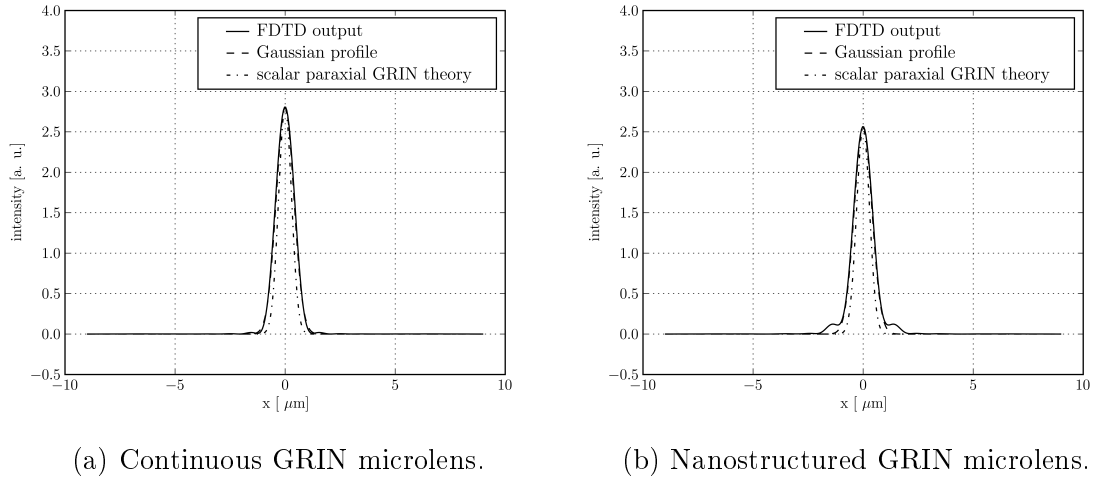 4.0
3.5
3.0
2.5
2.0
1.5
1.0
0.5
0.0
−0.5
intensity [a. u.]
FDTD output
Gaussian profile
scalar paraxial GRIN theory
−10
−5
0
5
10
x [ μm]
(a) Continuous GRIN microlens.
4.0
3.5
3.0
2.5
2.0
1.5
1.0
0.5
0.0
−0.5
intensity [a. u.]
FDTD output
Gaussian profile
scalar paraxial GRIN theory
−10
−5
0
5
10
x [ μm]
(b) Nanostructured GRIN microlens.